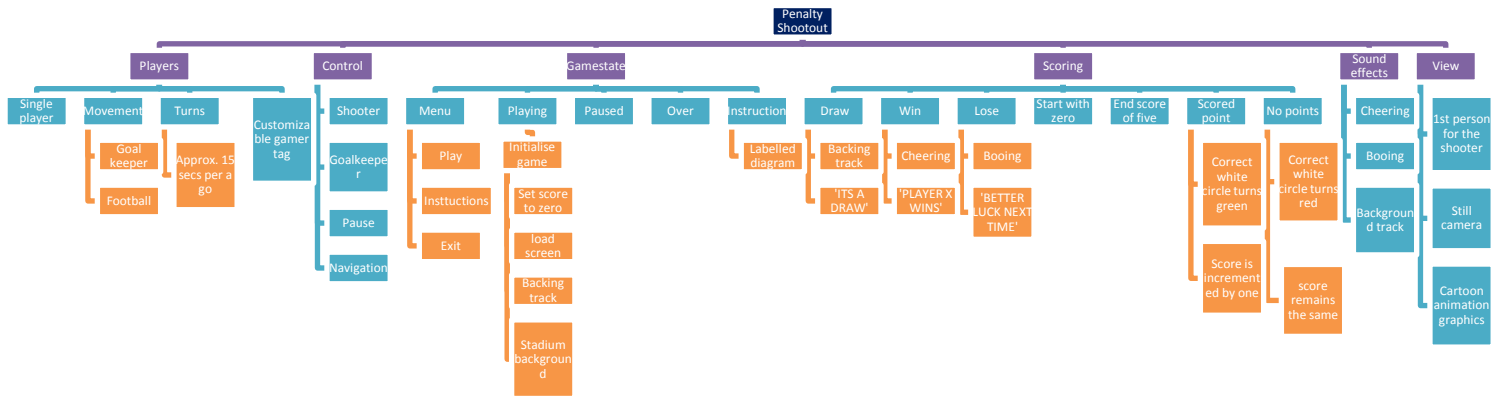 Penalty
Shootout
Players
Control
Gamestate
Scoring
Sound
effects
View
Single
player
Movement
Goal
keeper
Football
Turns
Approx. 15
secs per a
go
Customiza
ble gamer
tag
Shooter
Goalkeepe
r
Pause
Navigation
Menu
Play
Insttuctions
Exit
Playing
Initialise
game
Set score
to zero
load
screen
Backing
track
Stadium
backgroun
d
Paused
Over
Instruction
Labelled
diagram
Draw
Backing
track
'ITS A
DRAW'
Win
Cheering
'PLAYER X
WINS'
Lose
Booing
'BETTER
LUCK NEXT
TIME'
Start with
zero
End score
of five
Scored
point
Correct
white
circle turns
green
Score is
increment
ed by one
No points
Correct
white
circle turns
red
score
remains
the same
Cheering
Booing
Backgroun
d track
1st person
for the
shooter
Still
camera
Cartoon
animation
graphics